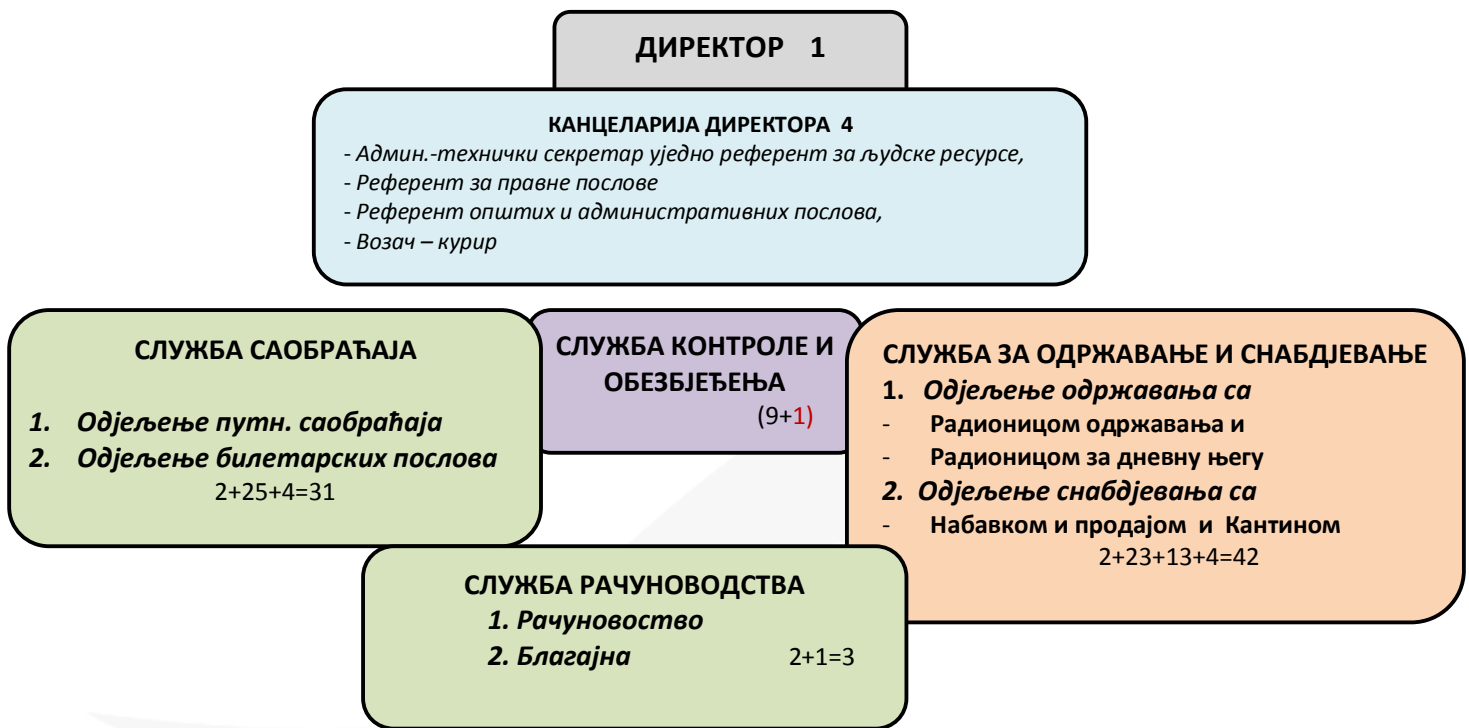 ДИРЕКТОР 1
КАНЦЕЛАРИЈА ДИРЕКТОРА 4
- Админ.-технички секретар уједно референт за људске ресурсе,
- Референт за правне послове
- Референт општих и административних послова,
- Возач – курир
СЛУЖБА САОБРАЋАЈА
1. Одјељење путн. саобраћаја
2. Одјељење билетарских послова
2+25+4=31
СЛУЖБА КОНТРОЛЕ И
ОБЕЗБЈЕЂЕЊА
(9+1)
СЛУЖБА ЗА ОДРЖАВАЊЕ И СНАБДЈЕВАЊЕ
1. Одјељење одржавања са
- Радионицом одржавања и
- Радионицом за дневну његу
2. Одјељење снабдјевања са
- Набавком и продајом и Кантином
2+23+13+4=42
СЛУЖБА РАЧУНОВОДСТВА
1. Рачуновоство
2. Благајна 2+1=3